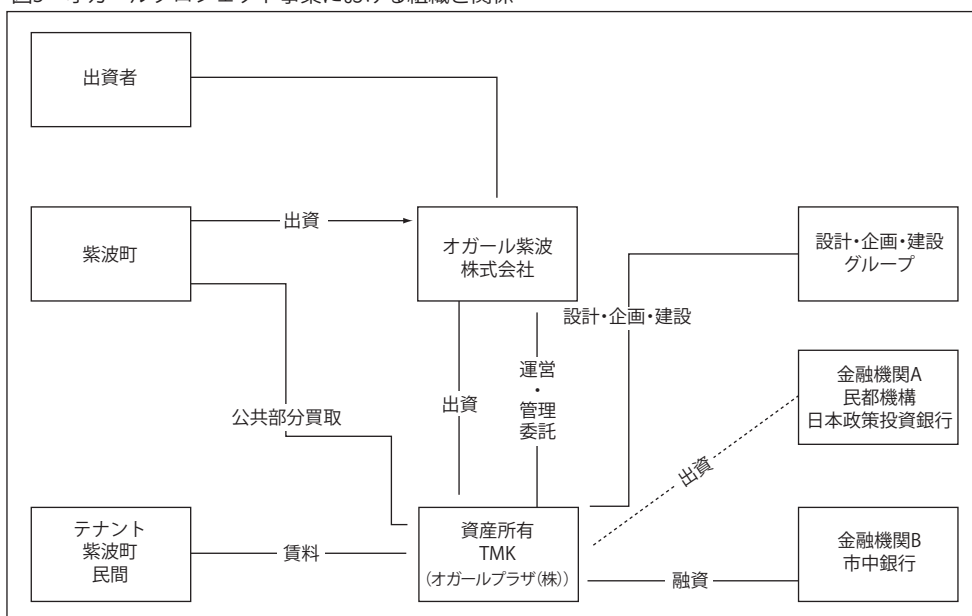 出資者
紫波町
出資
オガール紫波
株式会社
設計・企画・建設
グループ
設計・企画・建設
運営
・
管理
委託
出資
公共部分買取
金融機関A
民都機構
日本政策投資銀行
出資
テナント
紫波町
民間
賃料
資産所有
TMK
(オガールプラザ(株))
融資
金融機関B
市中銀行